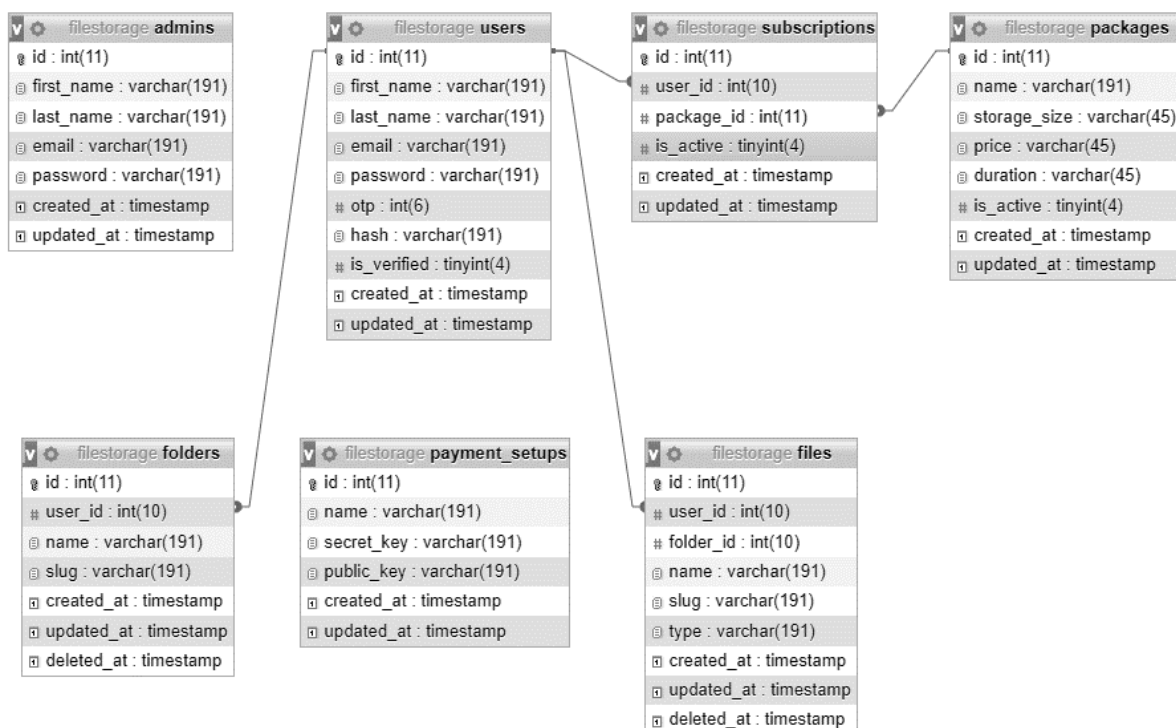 v filestorage admins
id : int(11)
first_name : varchar(191)
last_name : varchar(191)
email : varchar(191)
password : varchar(191)
created_at : timestamp
updated_at : timestamp
v filestorage users
id : int(11)
first_name : varchar(191)
last_name : varchar(191)
email : varchar(191)
password : varchar(191)
# otp : int(6)
hash : varchar(191)
# is_verified : tinyint(4)
created_at : timestamp
updated_at : timestamp
v filestorage subscriptions
id : int(11)
# user_id : int(10)
# package_id : int(11)
# is_active : tinyint(4)
created_at : timestamp
updated_at : timestamp
v filestorage packages
id : int(11)
name : varchar(191)
storage_size : varchar(45)
price : varchar(45)
duration : varchar(45)
# is_active : tinyint(4)
created_at : timestamp
updated_at : timestamp
v filestorage folders
id : int(11)
# user_id : int(10)
name : varchar(191)
slug : varchar(191)
created_at : timestamp
updated_at : timestamp
deleted_at : timestamp
v filestorage payment_setups
id : int(11)
name : varchar(191)
secret_key : varchar(191)
public_key : varchar(191)
created_at : timestamp
updated_at : timestamp
v filestorage files
id : int(11)
# user_id : int(10)
# folder_id : int(10)
name : varchar(191)
slug : varchar(191)
type : varchar(191)
created_at : timestamp
updated_at : timestamp
deleted_at : timestamp